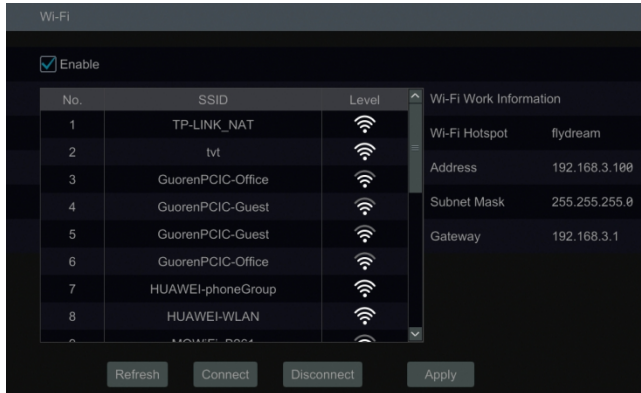 Wi-Fi
Enable
No. SSID Level
1 TP-LINK_NAT
2 tvt
3 GuorenPCIC-Office
4 GuorenPCIC-Guest
5 GuorenPCIC-Guest
6 GuorenPCIC-Office
7 HUAWEI-phoneGroup
8 HUAWEI-WLAN
Wi-Fi Work Information
Wi-Fi Hotspot flydream
Address 192.168.3.100
Subnet Mask 255.255.255.0
Gateway 192.168.3.1
Refresh Connect Disconnect Apply